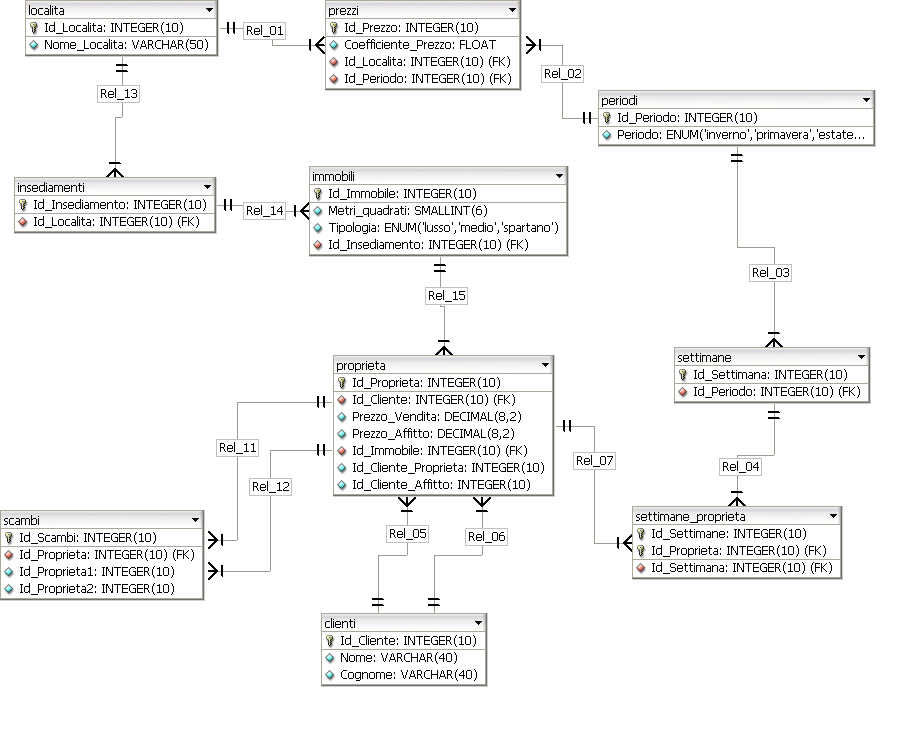 localita
Id_Localita: INTEGER(10)
Nome_Localita: VARCHAR(50)
Rel_01
prezzi
Id_Prezzo: INTEGER(10)
Coefficiente_Prezzo: FLOAT
Id_Localita: INTEGER(10) (FK)
Id_Periodo: INTEGER(10) (FK)
Rel_02
periodi
Id_Periodo: INTEGER(10)
Periodo: ENUM('inverno','primavera','estate...
Rel_13
insediamenti
Id_Insediamento: INTEGER(10)
Id_Localita: INTEGER(10) (FK)
Rel_14
immobili
Id_Immobile: INTEGER(10)
Metri_quadrati: SMALLINT(6)
Tipologia: ENUM('lusso','medio','spartano')
Id_Insediamento: INTEGER(10) (FK)
Rel_03
Rel_15
proprieta
Id_Proprieta: INTEGER(10)
Id_Cliente: INTEGER(10) (FK)
Prezzo_Vendita: DECIMAL(8,2)
Prezzo_Affitto: DECIMAL(8,2)
Id_Immobile: INTEGER(10) (FK)
Id_Cliente_Proprieta: INTEGER(10)
Id_Cliente_Affitto: INTEGER(10)
settimane
Id_Settimana: INTEGER(10)
Id_Periodo: INTEGER(10) (FK)
Rel_11
Rel_12
Rel_07
Rel_04
scambi
Id_Scambi: INTEGER(10)
Id_Proprieta: INTEGER(10) (FK)
Id_Proprieta1: INTEGER(10)
Id_Proprieta2: INTEGER(10)
Rel_05
Rel_06
settimane_proprieta
Id_Settimane: INTEGER(10)
Id_Proprieta: INTEGER(10) (FK)
Id_Settimana: INTEGER(10) (FK)
clienti
Id_Cliente: INTEGER(10)
Nome: VARCHAR(40)
Cognome: VARCHAR(40)